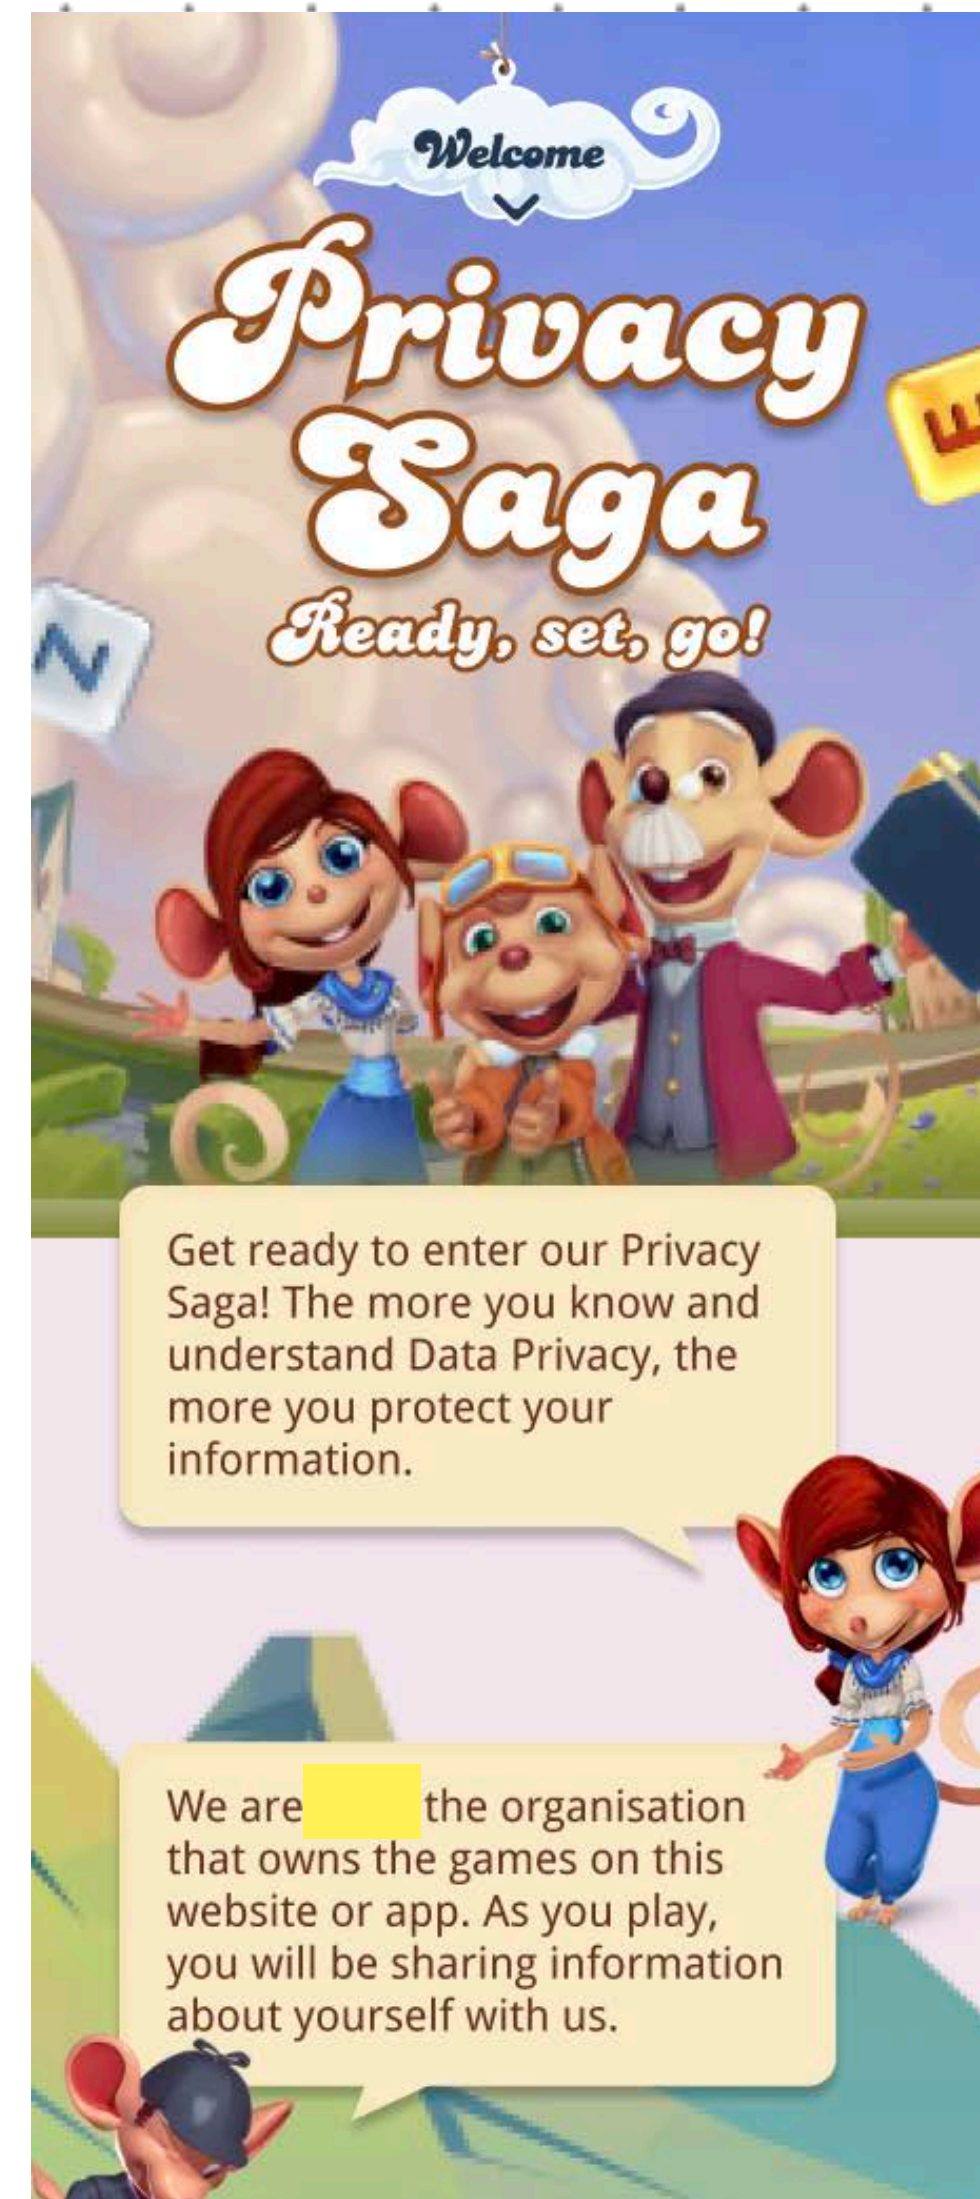 Welcome
Privacy
Saga
Ready, set, go!
E
N
Get ready to enter our Privacy
Saga! The more you know and
understand Data Privacy, the
more you protect your
information.
We are the organisation
that owns the games on this
website or app. As you play,
you will be sharing information
about yourself with us.